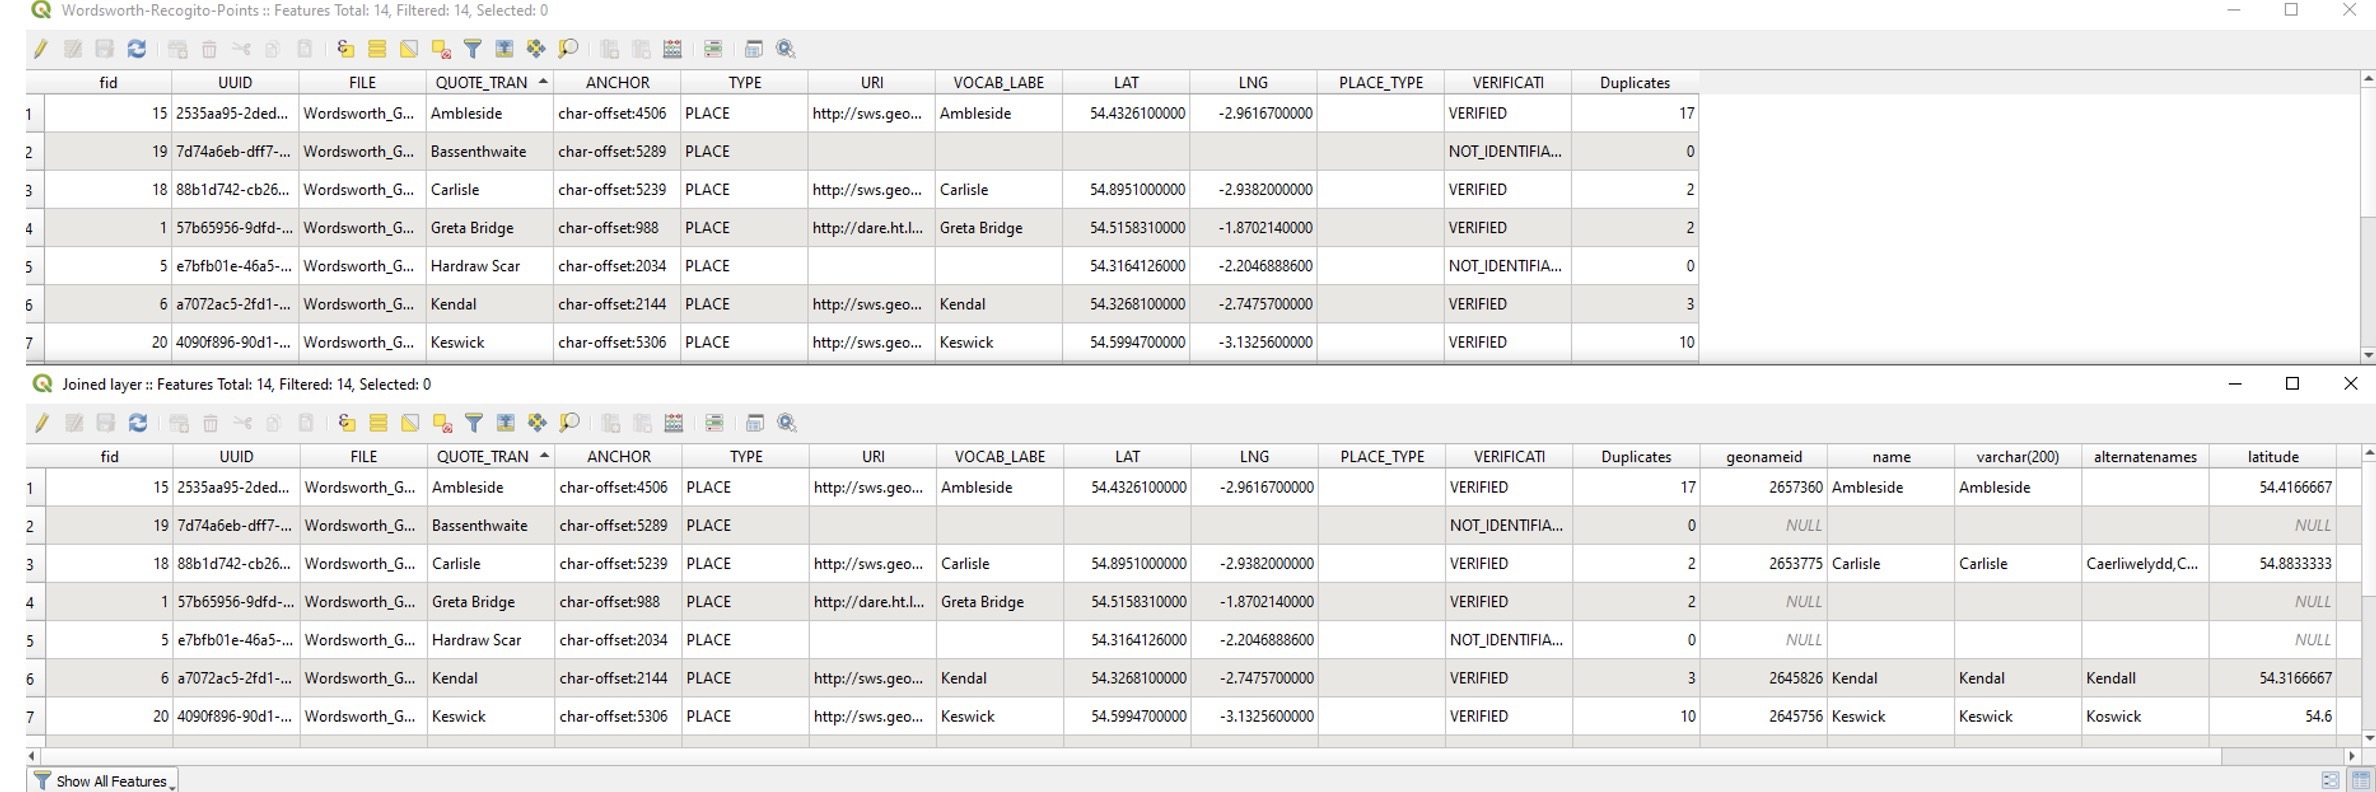 Wordsworth-Recogito-Points :: Features Total: 14, Filtered: 14, Selected: 0
fid UUID FILE QUOTE_TRAN ANCHOR TYPE URI VOCAB_LABE LAT LNG PLACE_TYPE VERIFICATI Duplicates
1 15 2535aa95-2ded... Wordsworth_G... Ambleside char-offset:4506 PLACE http://sws.geo... Ambleside 54.4326100000 -2.9616700000 VERIFIED 17
2 19 7d74a6eb-dff7-... Wordsworth_G... Bassenthwaite char-offset:5289 PLACE NOT_IDENTIFIA... 0
3 18 88b1d742-cb26... Wordsworth_G... Carlisle char-offset:5239 PLACE http://sws.geo... Carlisle 54.8951000000 -2.9382000000 VERIFIED 2
4 1 57b65956-9dfd-... Wordsworth_G... Greta Bridge char-offset:988 PLACE http://dare.ht.l... Greta Bridge 54.5158310000 -1.8702140000 VERIFIED 2
5 5 e7bfb01e-46a5-... Wordsworth_G... Hardraw Scar char-offset:2034 PLACE 54.3164126000 -2.2046888600 NOT_IDENTIFIA... 0
6 6 a7072ac5-2fd1-... Wordsworth_G... Kendal char-offset:2144 PLACE http://sws.geo... Kendal 54.3268100000 -2.7475700000 VERIFIED 3
7 20 4090f896-90d1-... Wordsworth_G... Keswick char-offset:5306 PLACE http://sws.geo... Keswick 54.5994700000 -3.1325600000 VERIFIED 10
Joined layer :: Features Total: 14, Filtered: 14, Selected: 0
fid UUID FILE QUOTE_TRAN ANCHOR TYPE URI VOCAB_LABE LAT LNG PLACE_TYPE VERIFICATI Duplicates geonameid name varchar(200) alternatenames latitude
1 15 2535aa95-2ded... Wordsworth_G... Ambleside char-offset:4506 PLACE http://sws.geo... Ambleside 54.4326100000 -2.9616700000 VERIFIED 17 2657360 Ambleside Ambleside 54.4166667
2 19 7d74a6eb-dff7-... Wordsworth_G... Bassenthwaite char-offset:5289 PLACE NOT_IDENTIFIA... 0 NULL NULL
3 18 88b1d742-cb26... Wordsworth_G... Carlisle char-offset:5239 PLACE http://sws.geo... Carlisle 54.8951000000 -2.9382000000 VERIFIED 2 2653775 Carlisle Carlisle Caerliwelydd,C... 54.8833333
4 1 57b65956-9dfd-... Wordsworth_G... Greta Bridge char-offset:988 PLACE http://dare.ht.l... Greta Bridge 54.5158310000 -1.8702140000 VERIFIED 2 NULL NULL
5 5 e7bfb01e-46a5-... Wordsworth_G... Hardraw Scar char-offset:2034 PLACE 54.3164126000 -2.2046888600 NOT_IDENTIFIA... 0 NULL NULL
6 6 a7072ac5-2fd1-... Wordsworth_G... Kendal char-offset:2144 PLACE http://sws.geo... Kendal 54.3268100000 -2.7475700000 VERIFIED 3 2645826 Kendal Kendal Kendall 54.3166667
7 20 4090f896-90d1-... Wordsworth_G... Keswick char-offset:5306 PLACE http://sws.geo... Keswick 54.5994700000 -3.1325600000 VERIFIED 10 2645756 Keswick Keswick Koswick 54.6
Show All Features